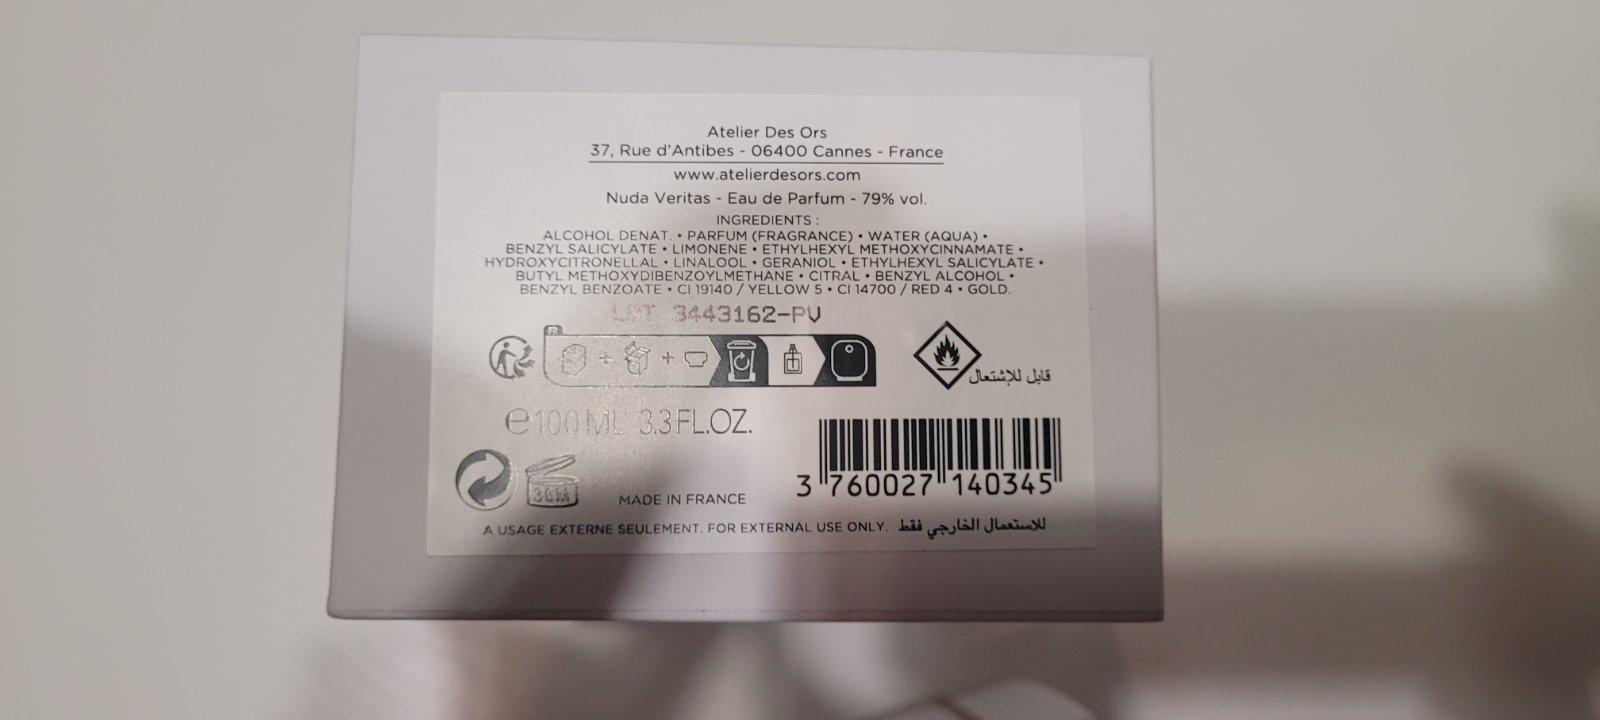 Atelier Des Ors
37, Rue d'Antibes - 06400 Cannes - France
www.atelierdesors.com
Nuda Veritas - Eau de Parfum - 79% vol.
INGREDIENTS :
ALCOHOL DENAT. • PARFUM (FRAGRANCE) • WATER (AQUA) •
BENZYL SALICYLATE • LIMONENE • ETHYLHEXYL METHOXYCINNAMATE •
HYDROXYCITRONELLAL • LINALOOL • GERANIOL • ETHYLHEXYL SALICYLATE •
BUTYL METHOXYDIBENZOYLMETHANE • CITRAL • BENZYL ALCOHOL •
BENZYL BENZOATE • CI 19140 / YELLOW 5 • CI 14700 / RED 4 • GOLD.
LOT 3443162-PV
قابل للإشتعال
℮100 ML 3.3 FL.OZ.
36M
MADE IN FRANCE
3 760027 140345
A USAGE EXTERNE SEULEMENT. FOR EXTERNAL USE ONLY. للاستعمال الخارجي فقط